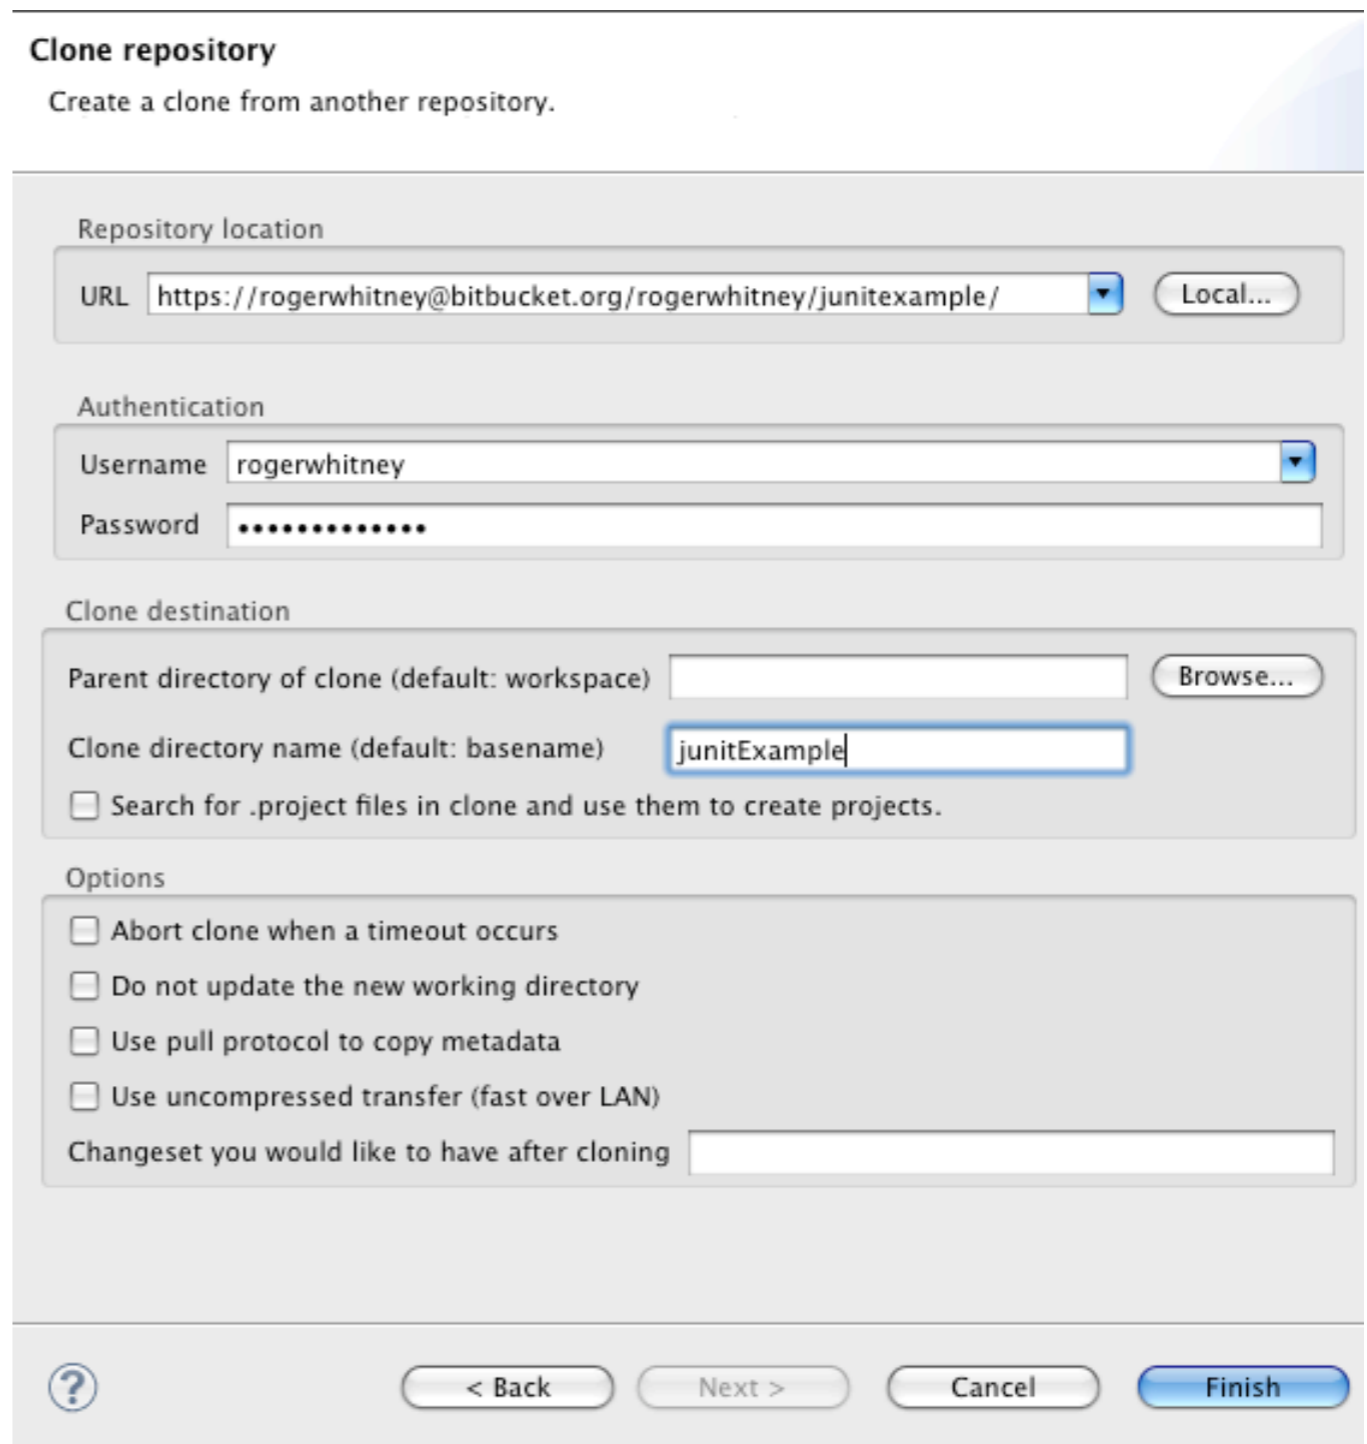 Clone repository
Create a clone from another repository.
Repository location
URL https://rogerwhitney@bitbucket.org/rogerwhitney/junitexample/ Local...
Authentication
Username rogerwhitney
Password •••••••••••••
Clone destination
Parent directory of clone (default: workspace) Browse...
Clone directory name (default: basename) junitExample
Search for .project files in clone and use them to create projects.
Options
Abort clone when a timeout occurs
Do not update the new working directory
Use pull protocol to copy metadata
Use uncompressed transfer (fast over LAN)
Changeset you would like to have after cloning
? < Back Next > Cancel Finish